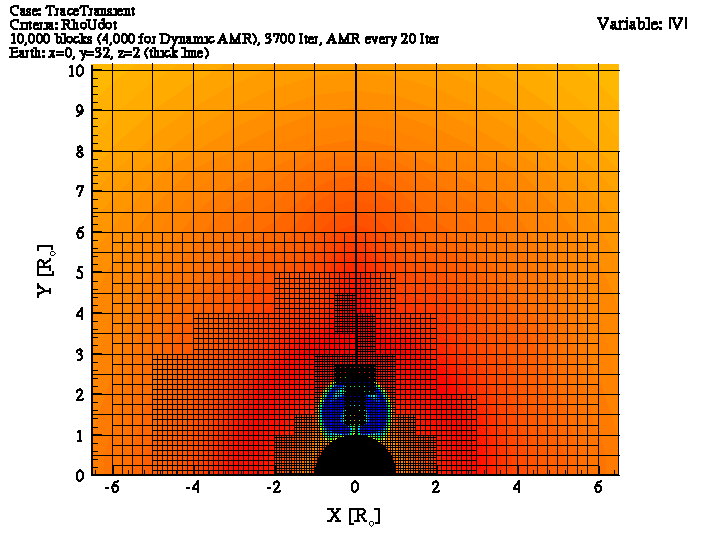 Case: TraceTransient
Criteria: RhoUdot
10,000 blocks (4,000 for Dynamic AMR), 3700 Iter, AMR every 20 Iter
Earth: x=0, y=32, z=2 (thick line)
Variable: |V|
10
9
8
7
6
5
4
3
2
1
0
Y [R₀]
-6 -4 -2 0 2 4 6
X [R₀]